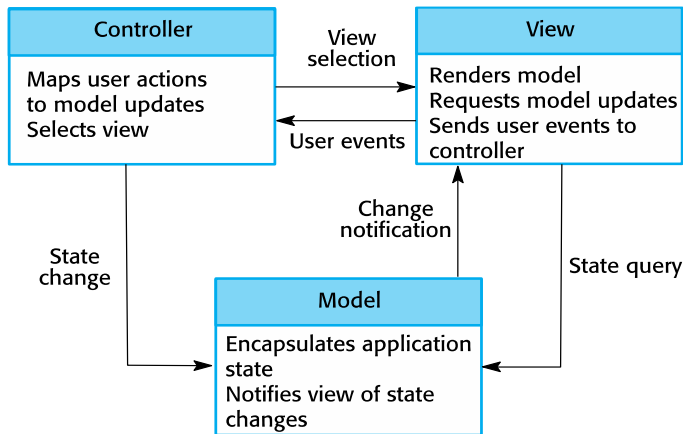 Controller
Maps user actions
to model updates
Selects view
View
selection
User events
View
Renders model
Requests model updates
Sends user events to
controller
State
change
Change
notification
State query
Model
Encapsulates application
state
Notifies view of state
changes